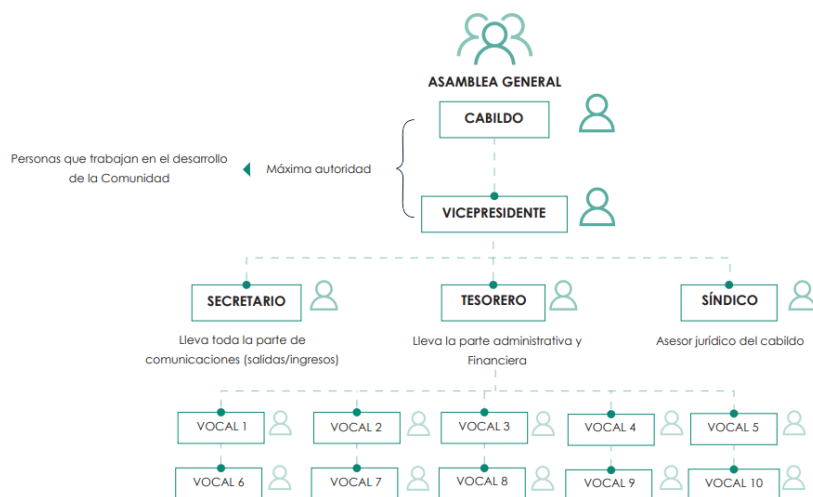 ASAMBLEA GENERAL
CABILDO
Personas que trabajan en el desarrollo
de la Comunidad
Máxima autoridad
VICEPRESIDENTE
SECRETARIO
TESORERO
SÍNDICO
Lleva toda la parte de
comunicaciones (salidas/ingresos)
Lleva la parte administrativa y
Financiera
Asesor jurídico del cabildo
VOCAL 1
VOCAL 2
VOCAL 3
VOCAL 4
VOCAL 5
VOCAL 6
VOCAL 7
VOCAL 8
VOCAL 9
VOCAL 10